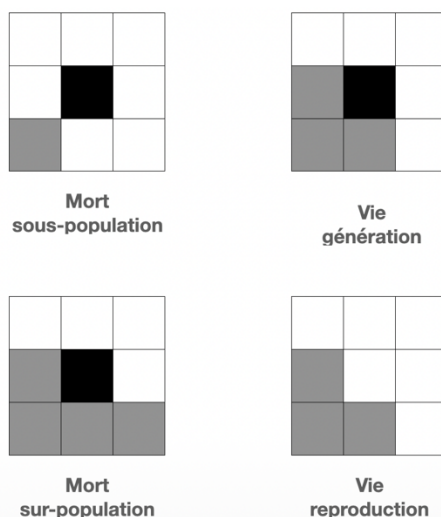 Mort
sous-population
Vie
génération
Mort
sur-population
Vie
reproduction